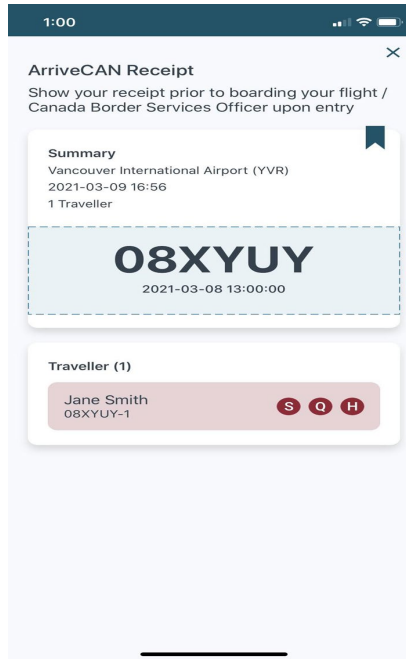 1:00
ArriveCAN Receipt
Show your receipt prior to boarding your flight /
Canada Border Services Officer upon entry
Summary
Vancouver International Airport (YVR)
2021-03-09 16:56
1 Traveller
08XYUY
2021-03-08 13:00:00
Traveller (1)
Jane Smith
08XYUY-1
S Q H